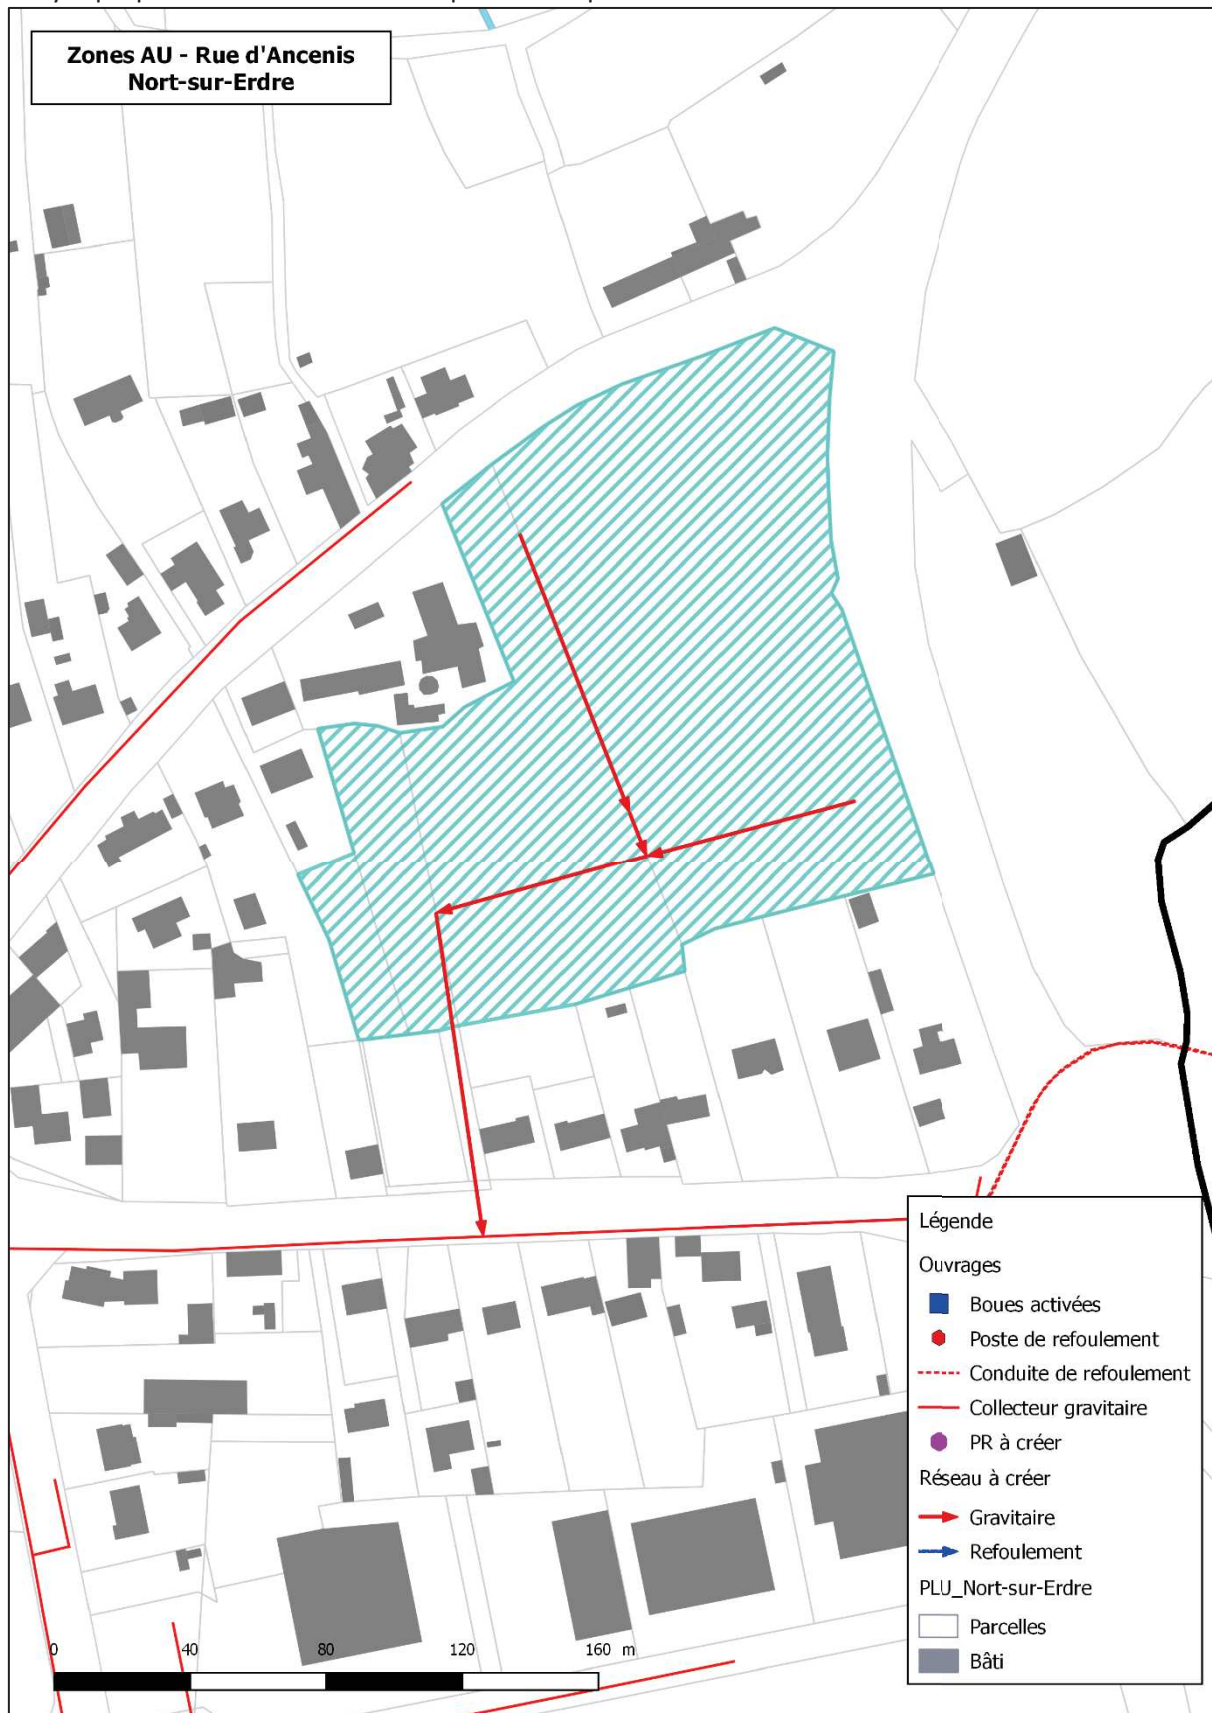 Zones AU - Rue d'Ancenis
Nort-sur-Erdre
Légende
Ouvrages
Boues activées
Poste de refoulement
Conduite de refoulement
Collecteur gravitaire
PR à créer
Réseau à créer
Gravitaire
Refoulement
PLU_Nort-sur-Erdre
Parcelles
Bâti
0 40 80 120 160 m